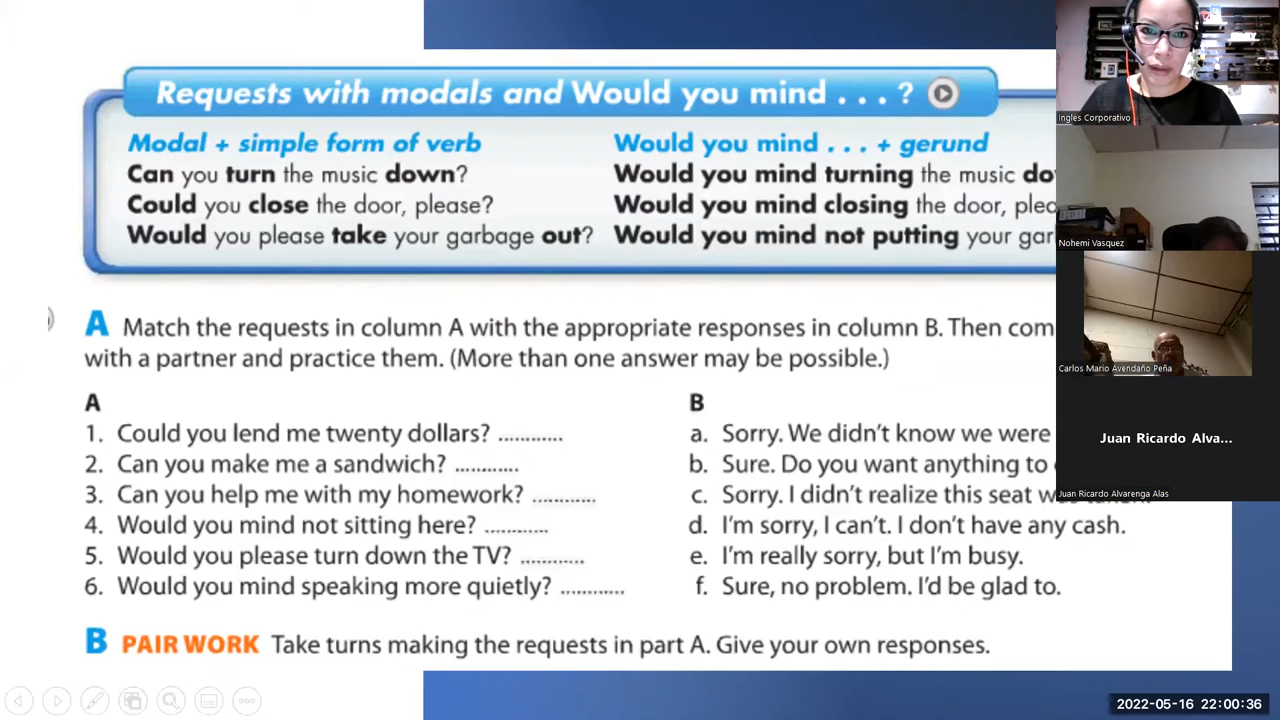 Requests with modals and Would you mind . . . ?
Modal + simple form of verb
Can you turn the music down?
Could you close the door, please?
Would you please take your garbage out?
Would you mind . . . + gerund
Would you mind turning the music
Would you mind closing the door,
Would you mind not putting your
A Match the requests in column A with the appropriate responses in column B. Then
with a partner and practice them. (More than one answer may be possible.)
A
1. Could you lend me twenty dollars? ............
2. Can you make me a sandwich? ............
3. Can you help me with my homework? ............
4. Would you mind not sitting here? ............
5. Would you please turn down the TV? ............
6. Would you mind speaking more quietly? ............
B
a. Sorry. We didn't know we were
b. Sure. Do you want anything to
c. Sorry. I didn't realize this seat was taken.
d. I'm sorry, I can't. I don't have any cash.
e. I'm really sorry, but I'm busy.
f. Sure, no problem. I'd be glad to.
B PAIR WORK Take turns making the requests in part A. Give your own responses.
Ingles Corporativo
Nohemi Vasquez
Carlos Mario Avendaño Peña
Juan Ricardo Alva...
Juan Ricardo Alvarenga Alas
2022-05-16 22:00:36